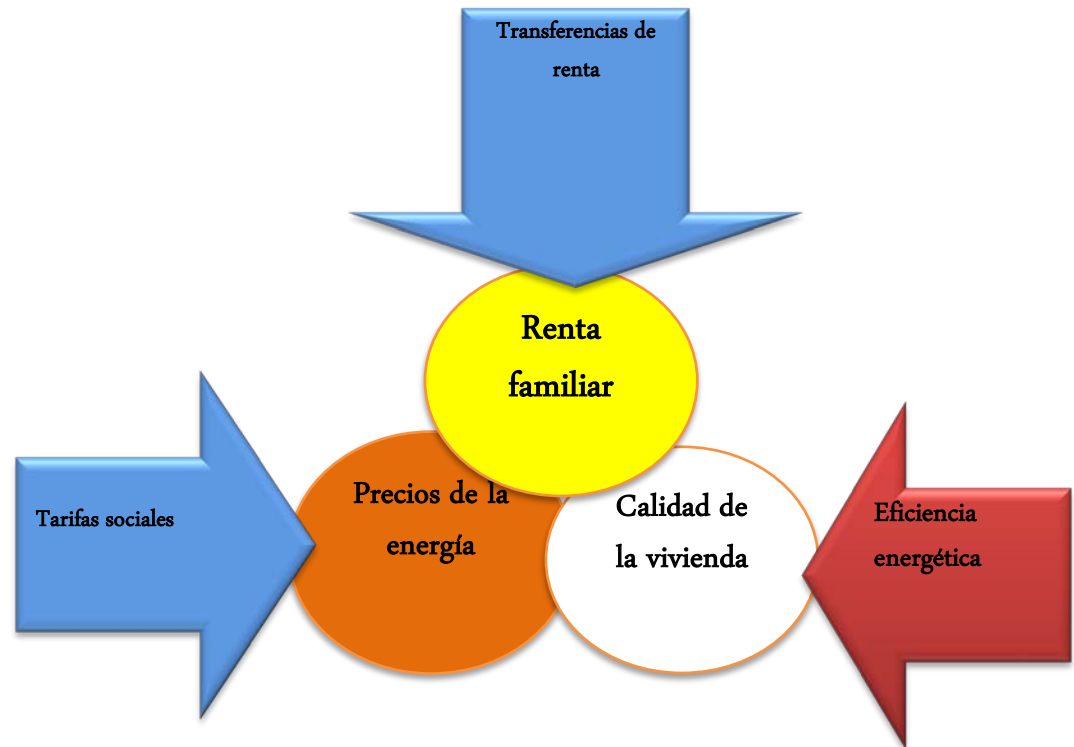 Transferencias de
renta
Renta
familiar
Precios de la
energía
Calidad de
la vivienda
Tarifas sociales
Eficiencia
energética